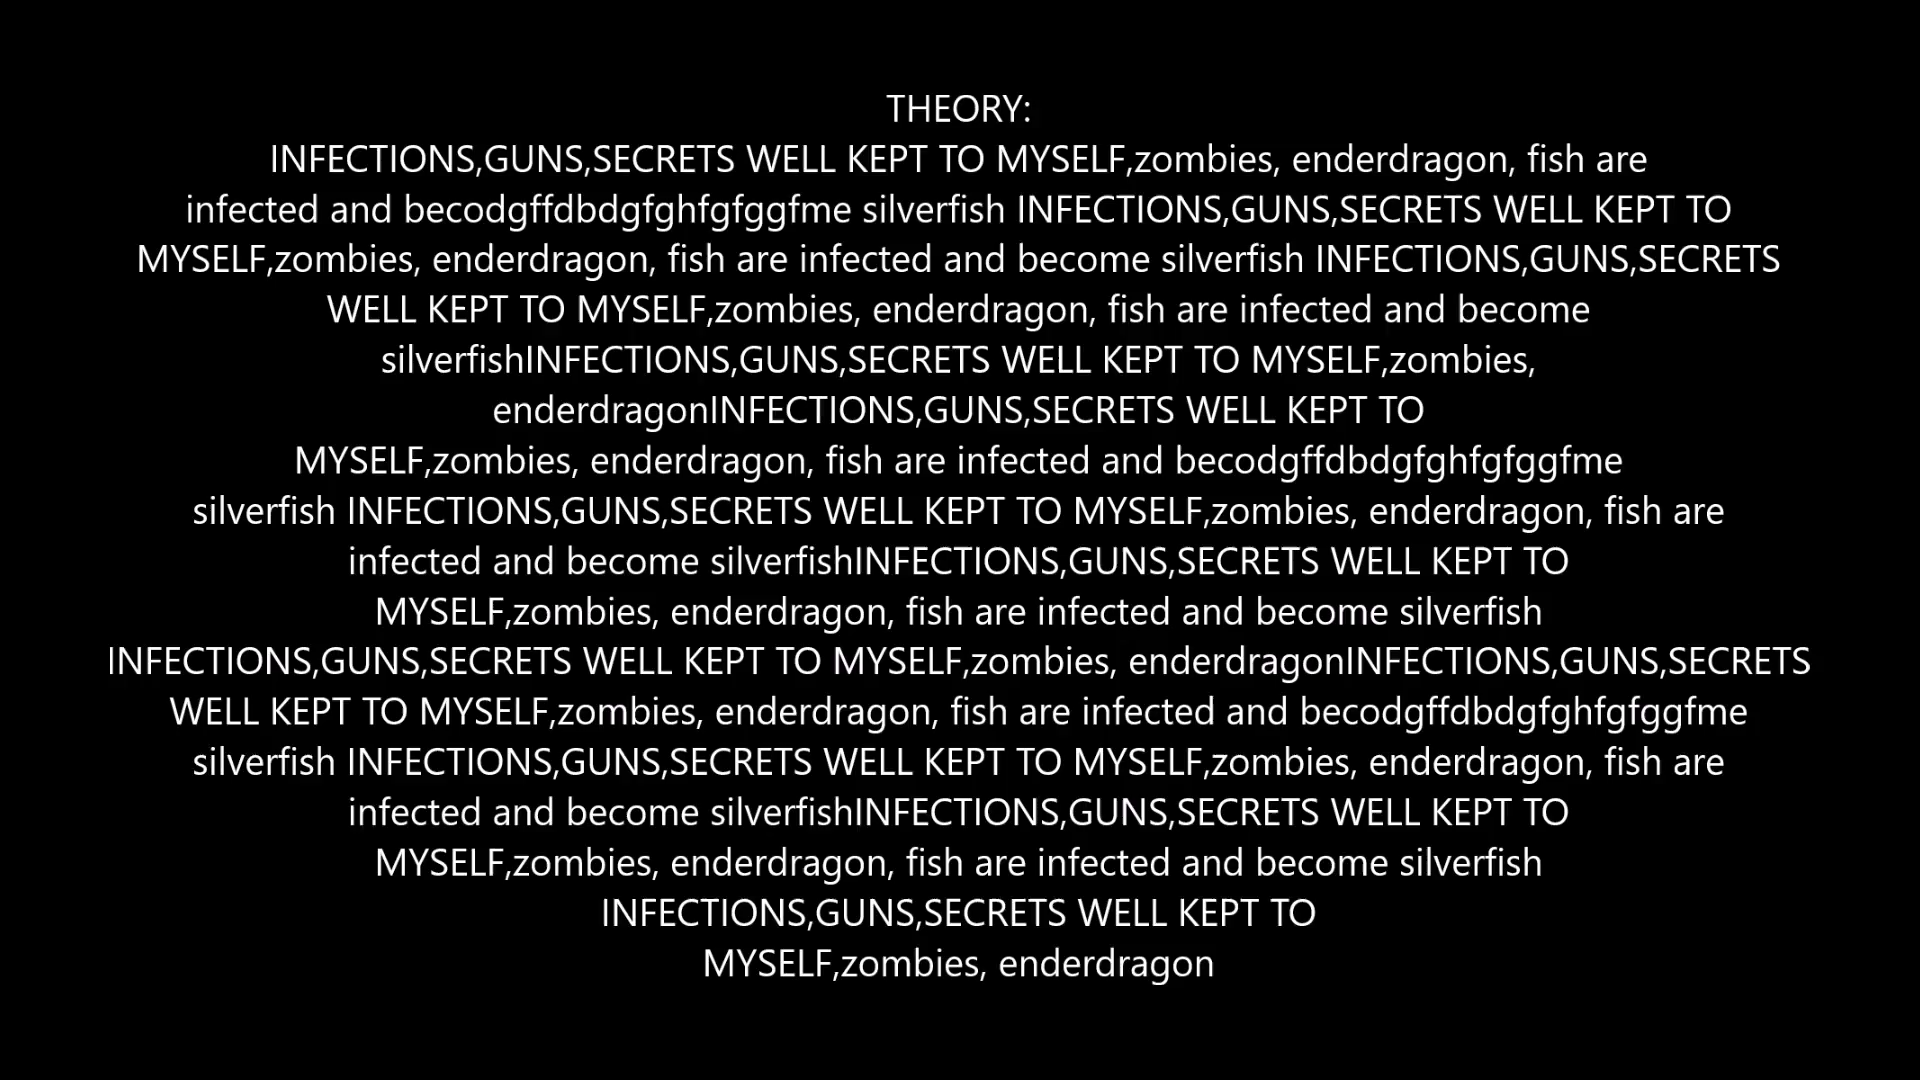 THEORY:
INFECTIONS,GUNS,SECRETS WELL KEPT TO MYSELF,zombies, enderdragon, fish are
infected and becodgffdbdgfghfgfggfme silverfish INFECTIONS,GUNS,SECRETS WELL KEPT TO
MYSELF,zombies, enderdragon, fish are infected and become silverfish INFECTIONS,GUNS,SECRETS
WELL KEPT TO MYSELF,zombies, enderdragon, fish are infected and become
silverfishINFECTIONS,GUNS,SECRETS WELL KEPT TO MYSELF,zombies,
enderdragonINFECTIONS,GUNS,SECRETS WELL KEPT TO
MYSELF,zombies, enderdragon, fish are infected and becodgffdbdgfghfgfggfme
silverfish INFECTIONS,GUNS,SECRETS WELL KEPT TO MYSELF,zombies, enderdragon, fish are
infected and become silverfishINFECTIONS,GUNS,SECRETS WELL KEPT TO
MYSELF,zombies, enderdragon, fish are infected and become silverfish
INFECTIONS,GUNS,SECRETS WELL KEPT TO MYSELF,zombies, enderdragonINFECTIONS,GUNS,SECRETS
WELL KEPT TO MYSELF,zombies, enderdragon, fish are infected and becodgffdbdgfghfgfggfme
silverfish INFECTIONS,GUNS,SECRETS WELL KEPT TO MYSELF,zombies, enderdragon, fish are
infected and become silverfishINFECTIONS,GUNS,SECRETS WELL KEPT TO
MYSELF,zombies, enderdragon, fish are infected and become silverfish
INFECTIONS,GUNS,SECRETS WELL KEPT TO
MYSELF,zombies, enderdragon